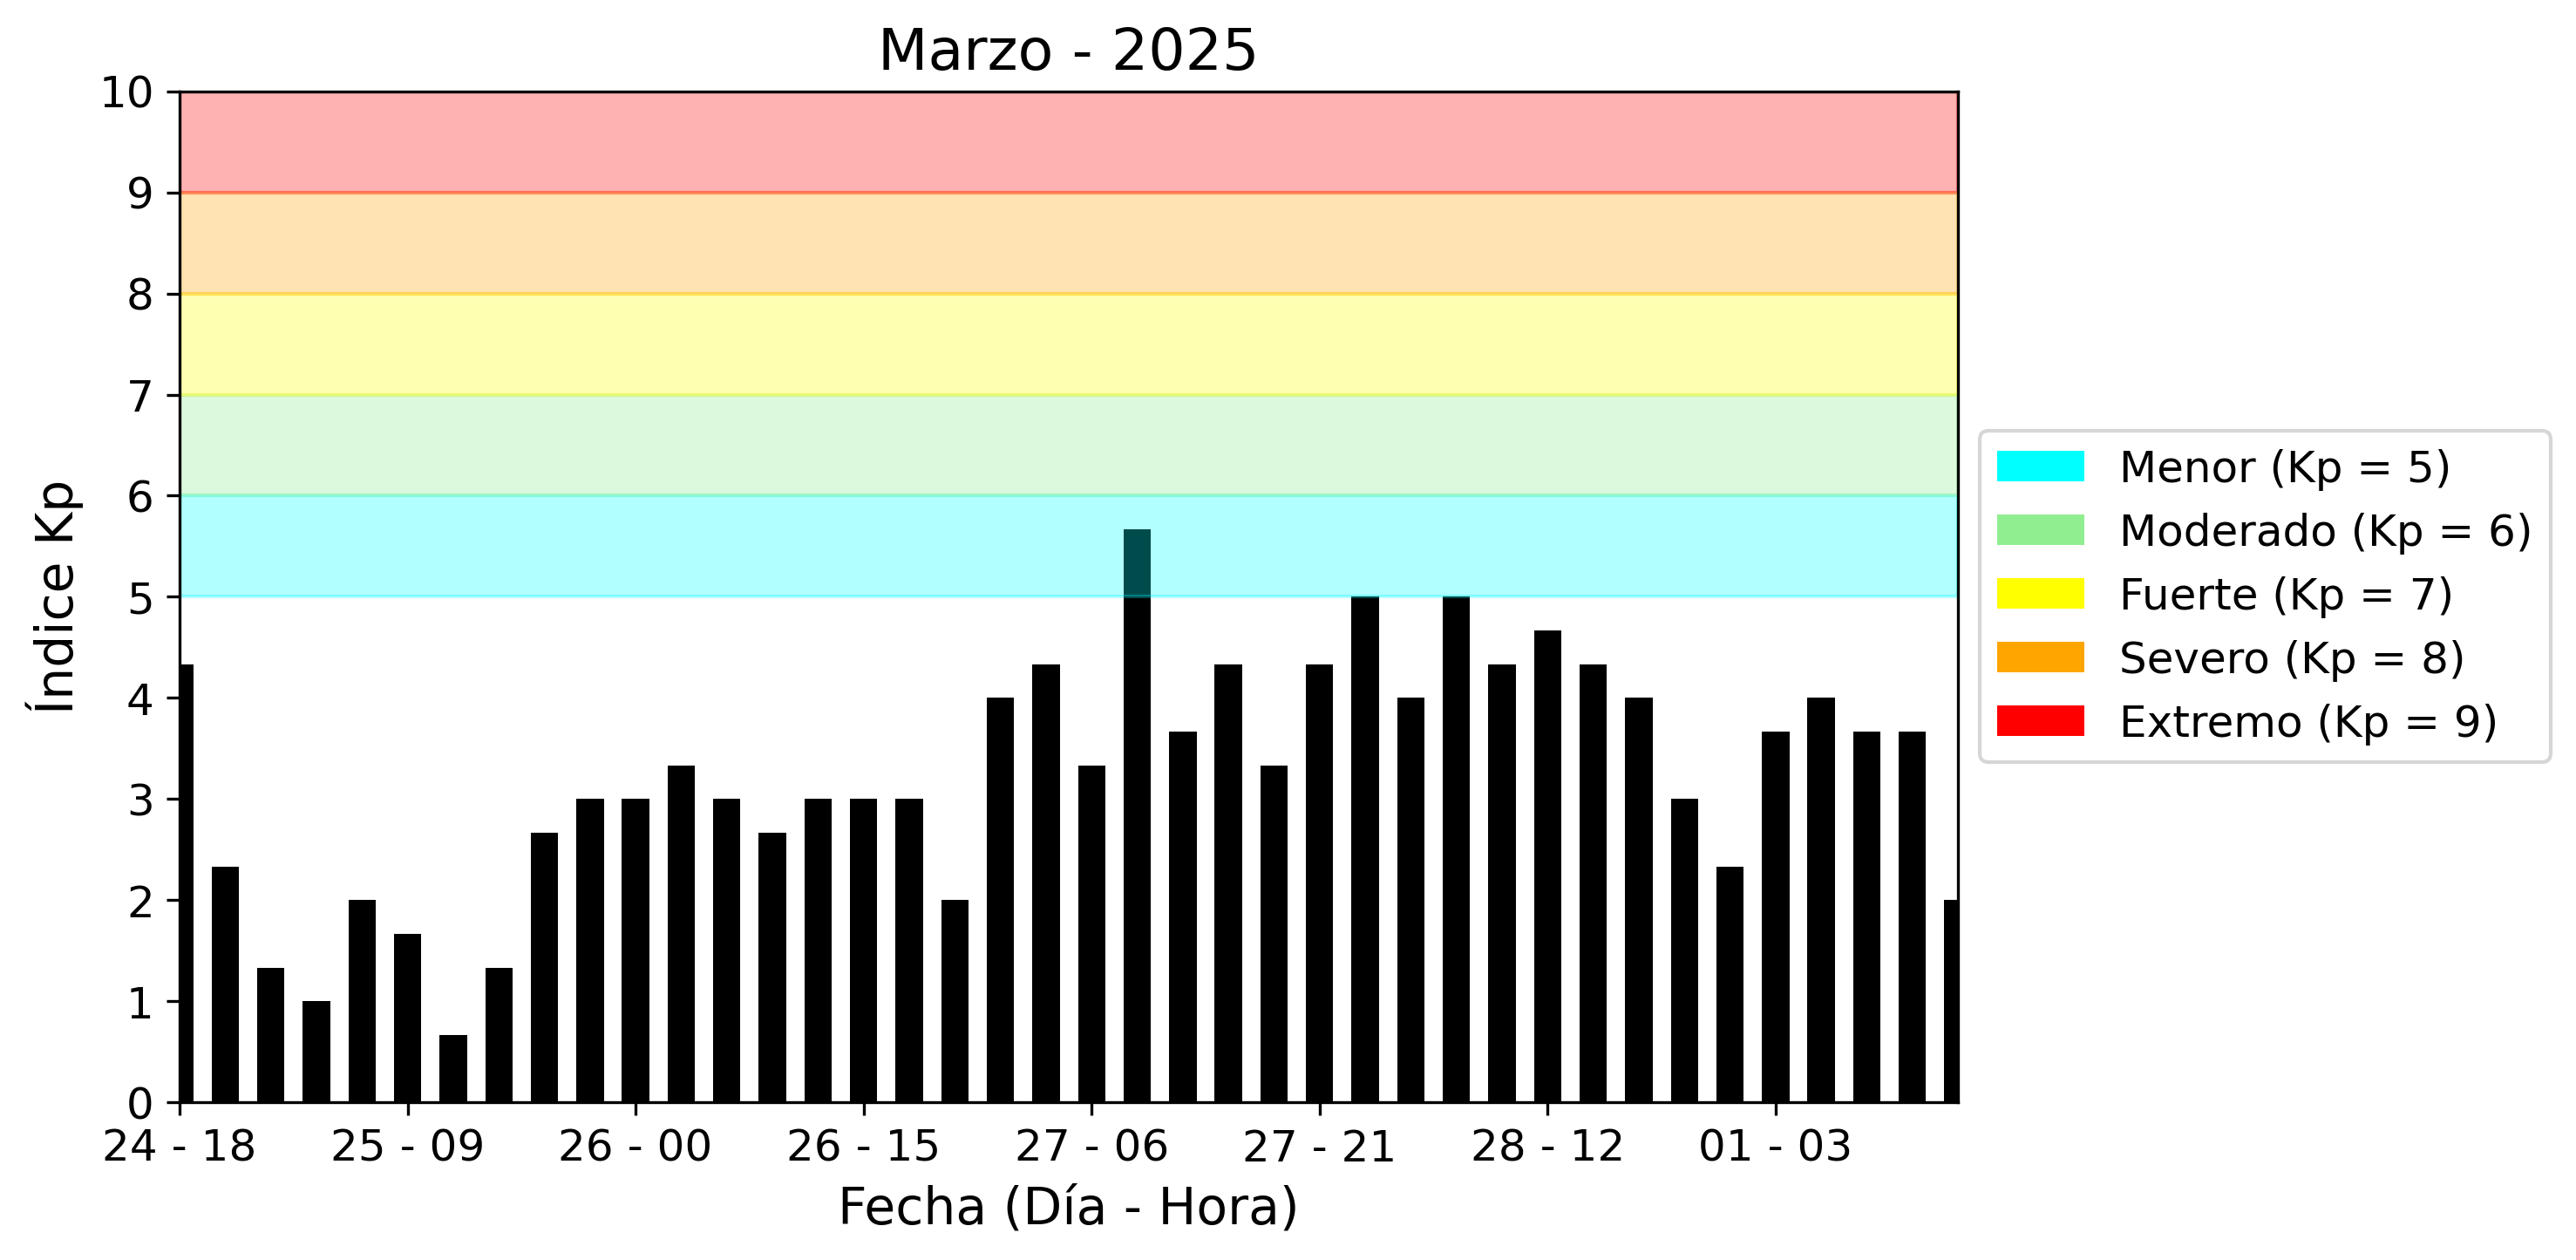 Marzo - 2025
10
9
8
7
6
5
4
3
2
1
0
Índice Kp
24 - 18
25 - 09
26 - 00
26 - 15
27 - 06
27 - 21
28 - 12
01 - 03
Fecha (Día - Hora)
Menor (Kp = 5)
Moderado (Kp = 6)
Fuerte (Kp = 7)
Severo (Kp = 8)
Extremo (Kp = 9)